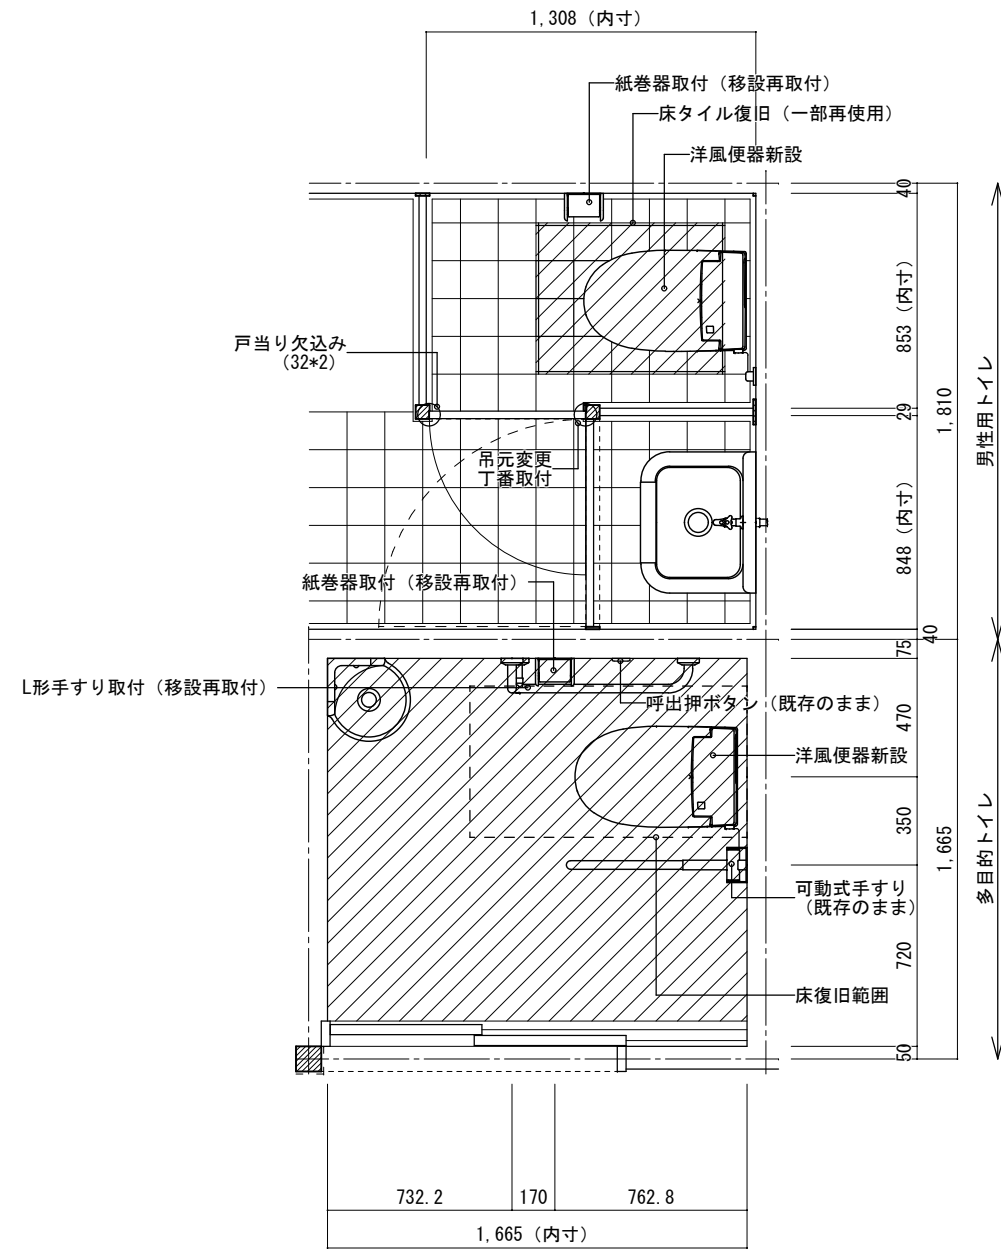 1,308（内寸）
紙巻器取付（移設再取付）
床タイル復旧（一部再使用）
洋風便器新設
40
853（内寸）
戸当り欠込み
(32*2)
29
1,810
男性用トイレ
吊元変更
丁番取付
848（内寸）
紙巻器取付（移設再取付）
40
75
L形手すり取付（移設再取付）
呼出押ボタン（既存のまま）
470
洋風便器新設
350
1,665
多目的トイレ
可動式手すり
（既存のまま）
720
床復旧範囲
50
732.2
170
762.8
1,665（内寸）